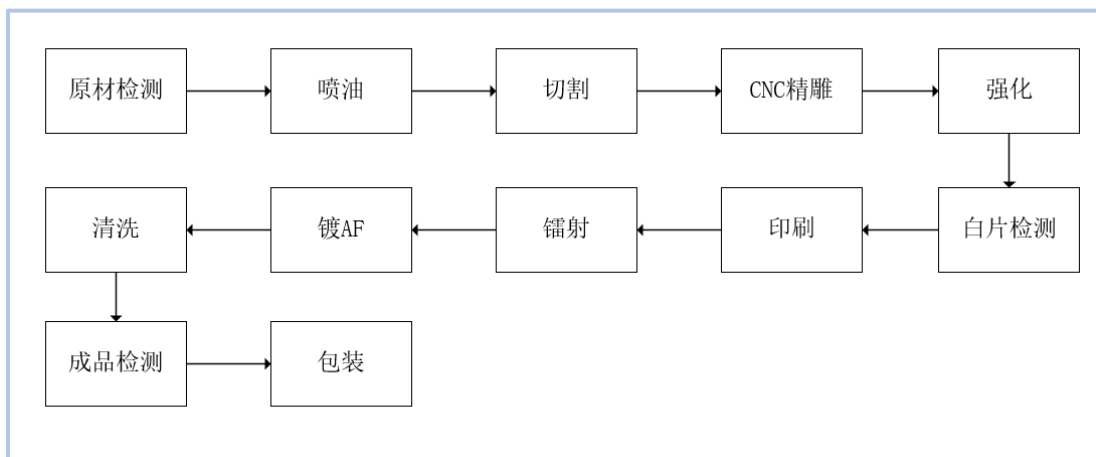 原材检测
喷油
切割
CNC精雕
强化
白片检测
印刷
镭射
镀AF
清洗
成品检测
包装